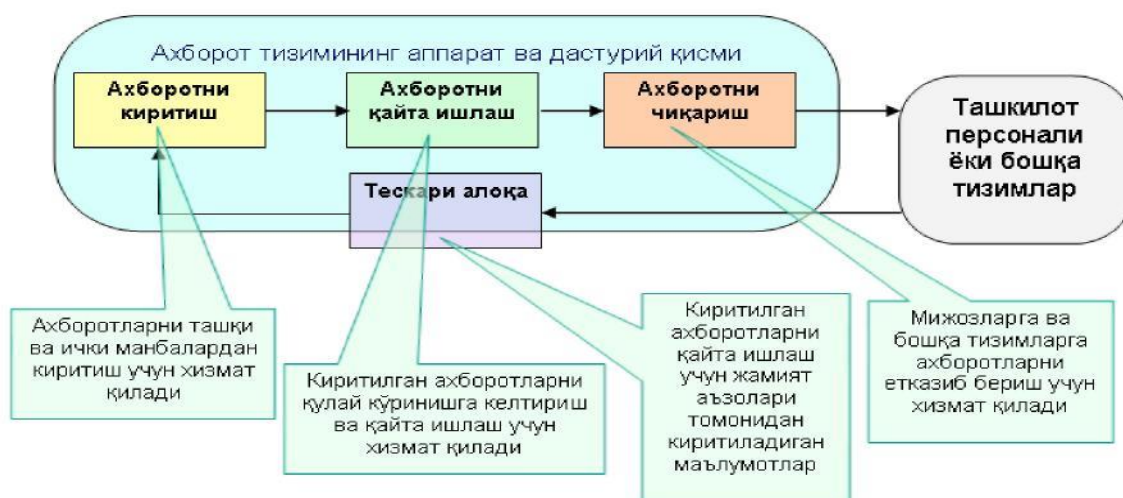 Ахборот тизимининг аппарат ва дастурий қисми
Ахборотни
киритиш
Ахборотни
қайта ишлаш
Ахборотни
чиқариш
Ташкилот
персонали
ёки бошқа
тизимлар
Тескари алоқа
Ахборотларни ташқи
ва ички манбалардан
киритиш учун хизмат
қилади
Киритилган ахборотларни
қулай кўринишга келтириш
ва қайта ишлаш учун
хизмат қилади
Киритилган
ахборотларни
қайта ишлаш
учун жамият
аъзолари
томонидан
киритиладиган
маълумотлар
Мижозларга ва
бошқа тизимларга
ахборотларни
етказиб бериш учун
хизмат қилади